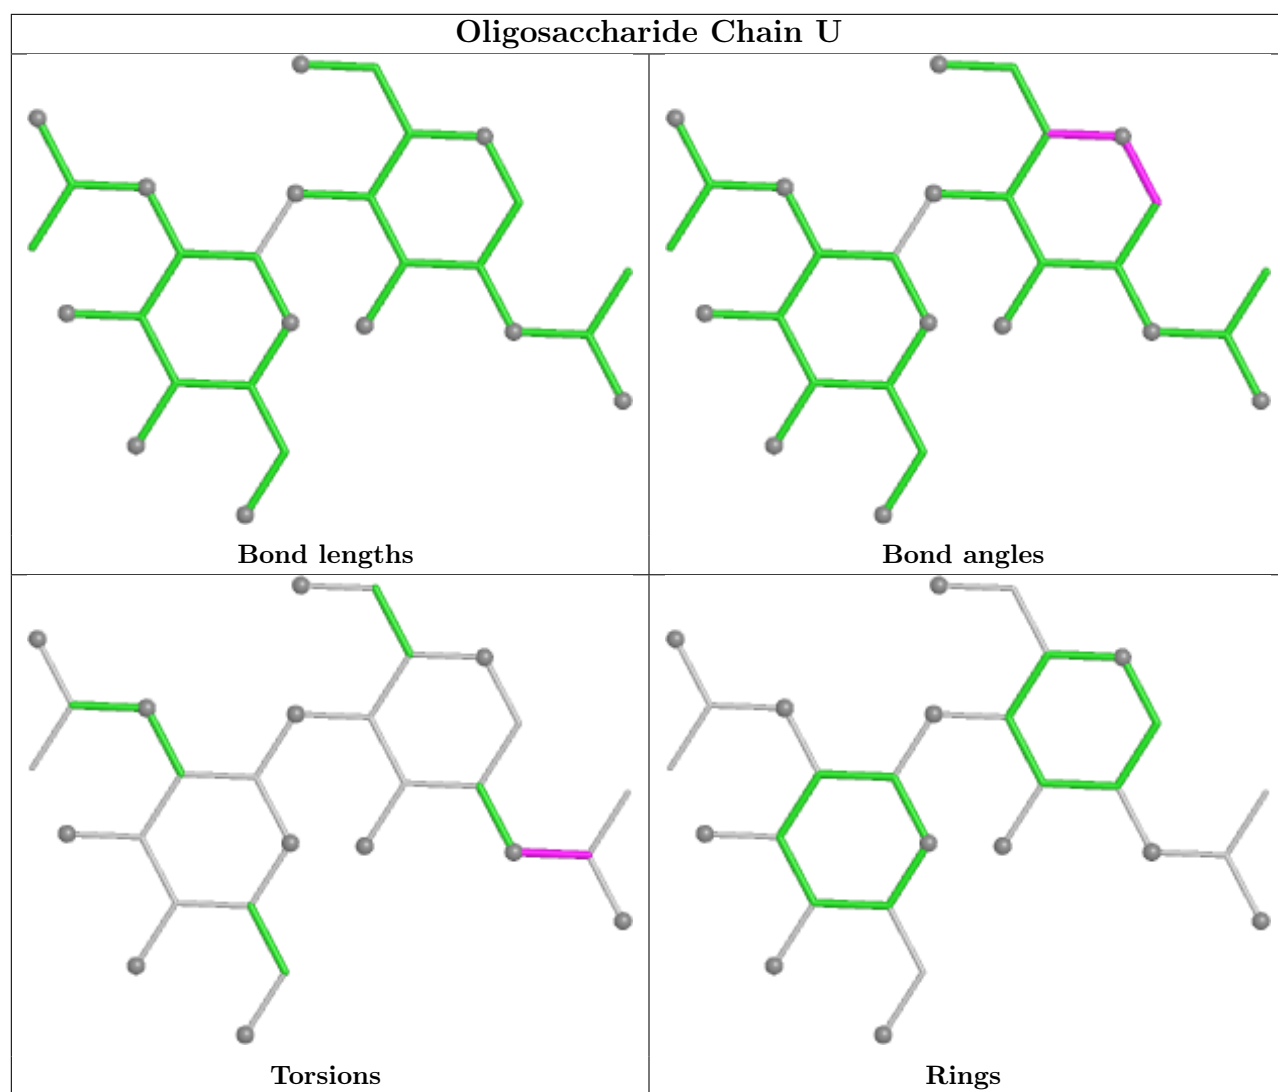 Oligosaccharide Chain U
Bond lengths
Bond angles
Torsions
Rings